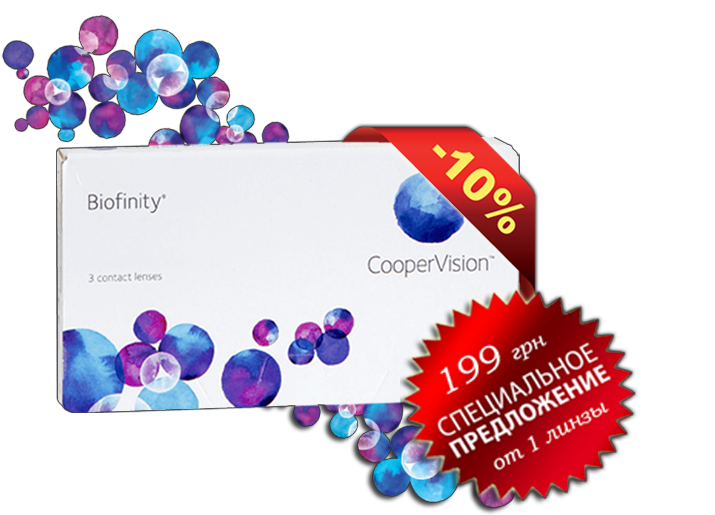 -10%
Biofinity®
CooperVision™
3 contact lenses
199 грн
СПЕЦИАЛЬНОЕ
ПРЕДЛОЖЕНИЕ
от 1 линзы